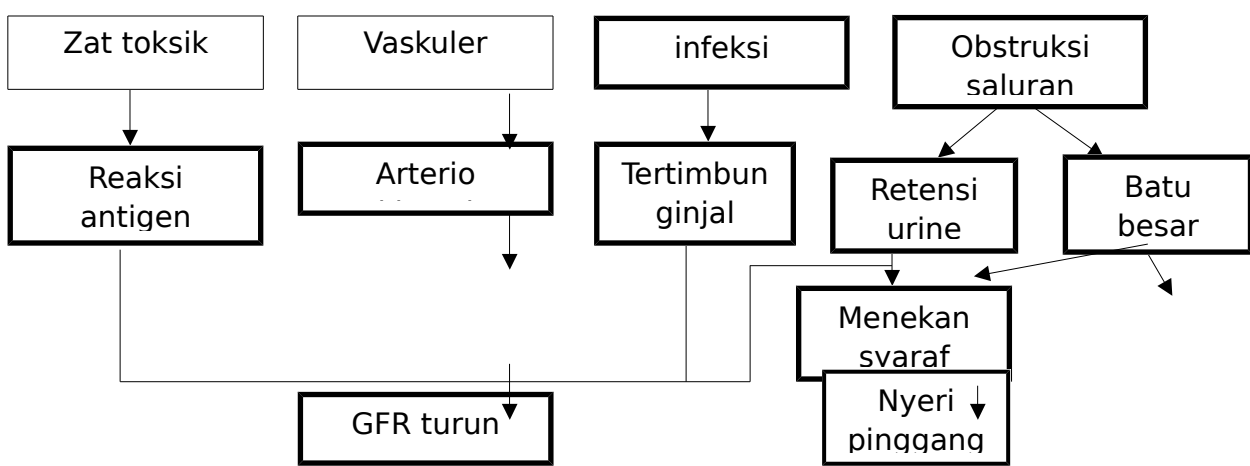 Zat toksik
Vaskuler
infeksi
Obstruksi
saluran
Reaksi
antigen
Arterio
Tertimbun
ginjal
Retensi
urine
Batu
besar
Menekan
syaraf
GFR turun
Nyeri
pinggang